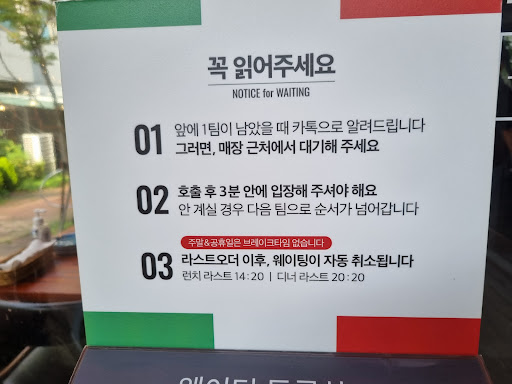 꼭 읽어주세요
NOTICE for WAITING
01
앞에 1팀이 남았을 때 카톡으로 알려드립니다
그러면, 매장 근처에서 대기해 주세요
02
호출 후 3분 안에 입장해 주셔야 해요
안 계실 경우 다음 팀으로 순서가 넘어갑니다
주말&공휴일은 브레이크타임 없습니다
03
라스트오더 이후, 웨이팅이 자동 취소됩니다
런치 라스트 14:20 | 디너 라스트 20:20